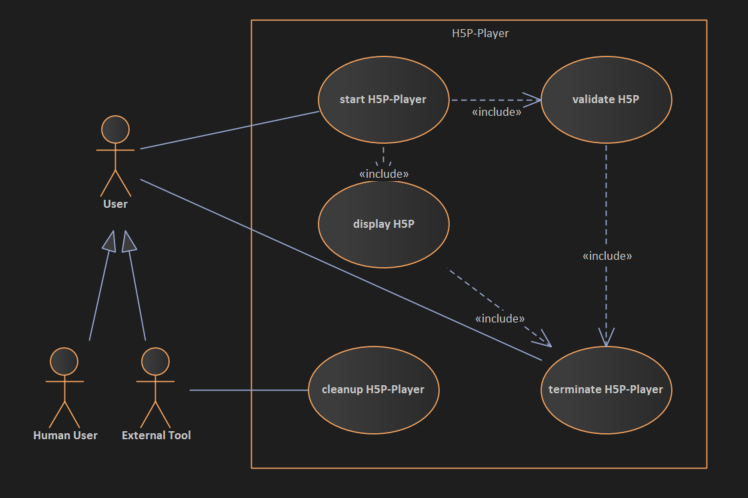 H5P-Player
start H5P-Player
validate H5P
«include»
«include»
User
display H5P
«include»
«include»
cleanup H5P-Player
terminate H5P-Player
Human User
External Tool